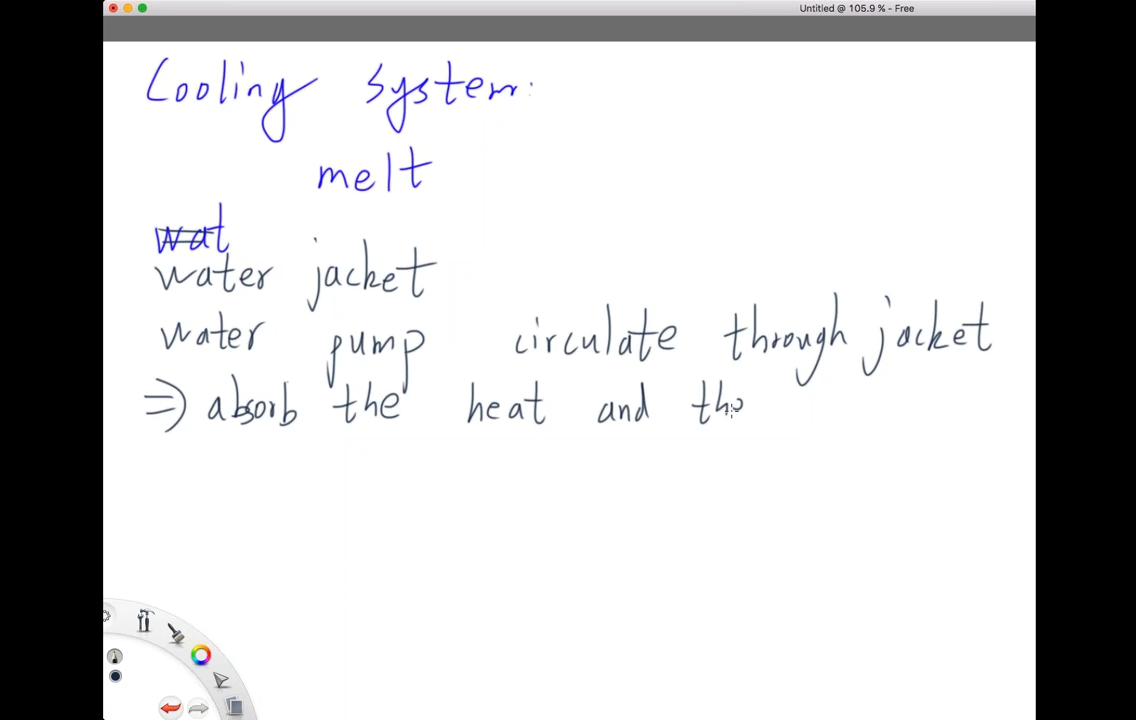 Untitled @ 105.9 % - Free
Cooling system:
melt
wat
water jacket
water pump circulate through jacket
=> absorb the heat and the